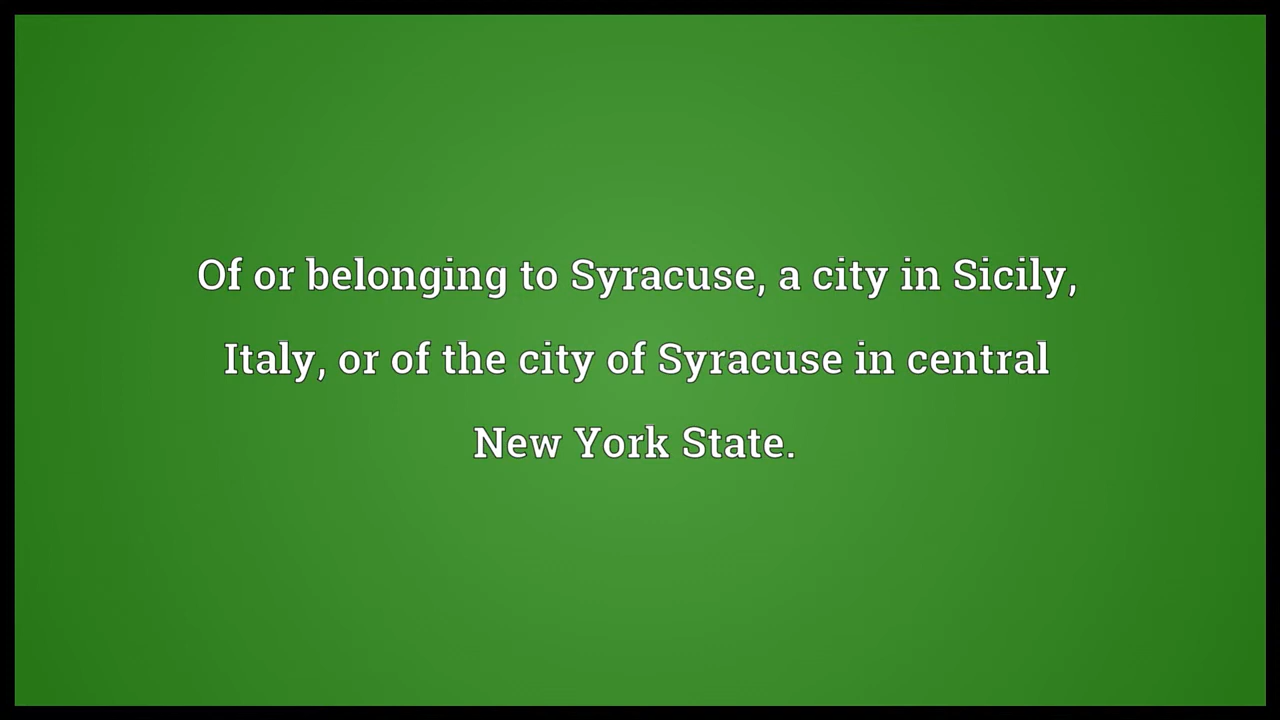 Of or belonging to Syracuse, a city in Sicily,
Italy, or of the city of Syracuse in central
New York State.